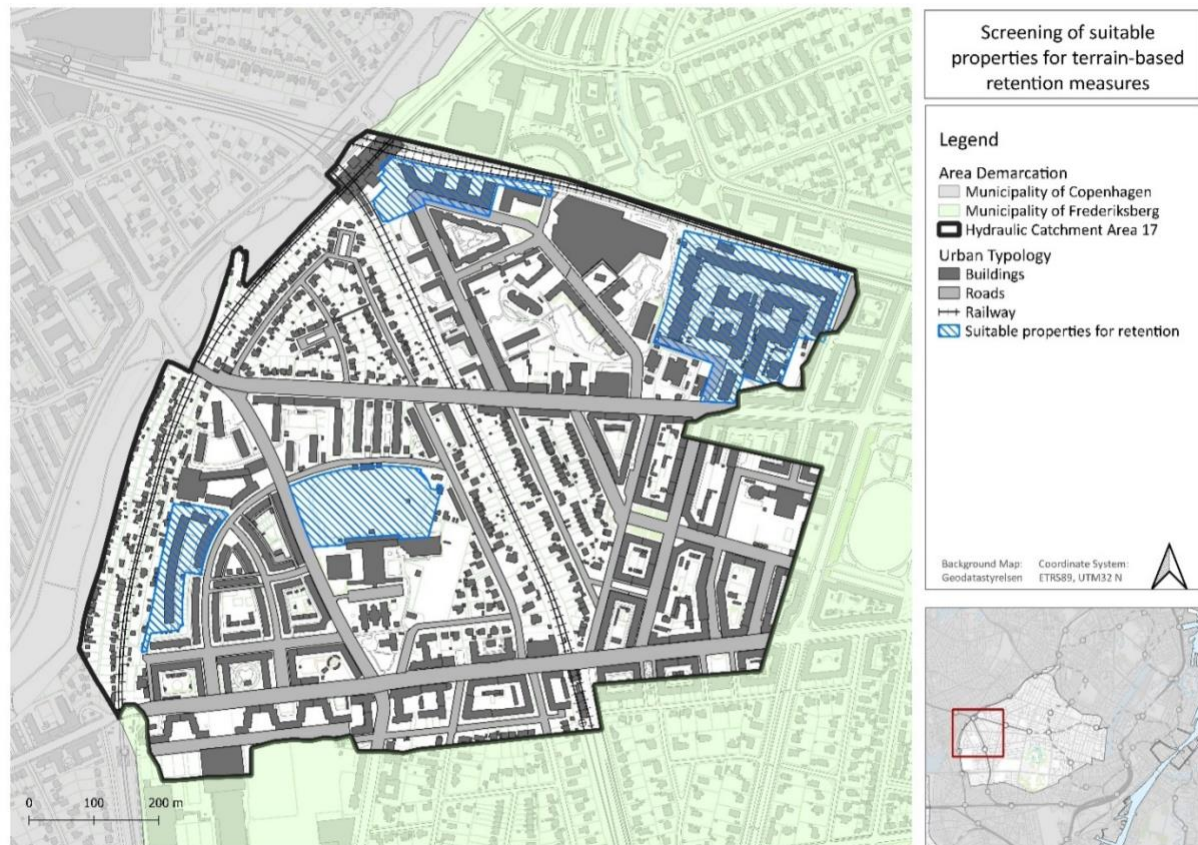 Screening of suitable
properties for terrain-based
retention measures
Legend
Area Demarcation
Municipality of Copenhagen
Municipality of Frederiksberg
Hydraulic Catchment Area 17
Urban Typology
Buildings
Roads
Railway
Suitable properties for retention
Background Map: Coordinate System:
Geodatastyrelsen ETRS89, UTM32 N
0 100 200 m